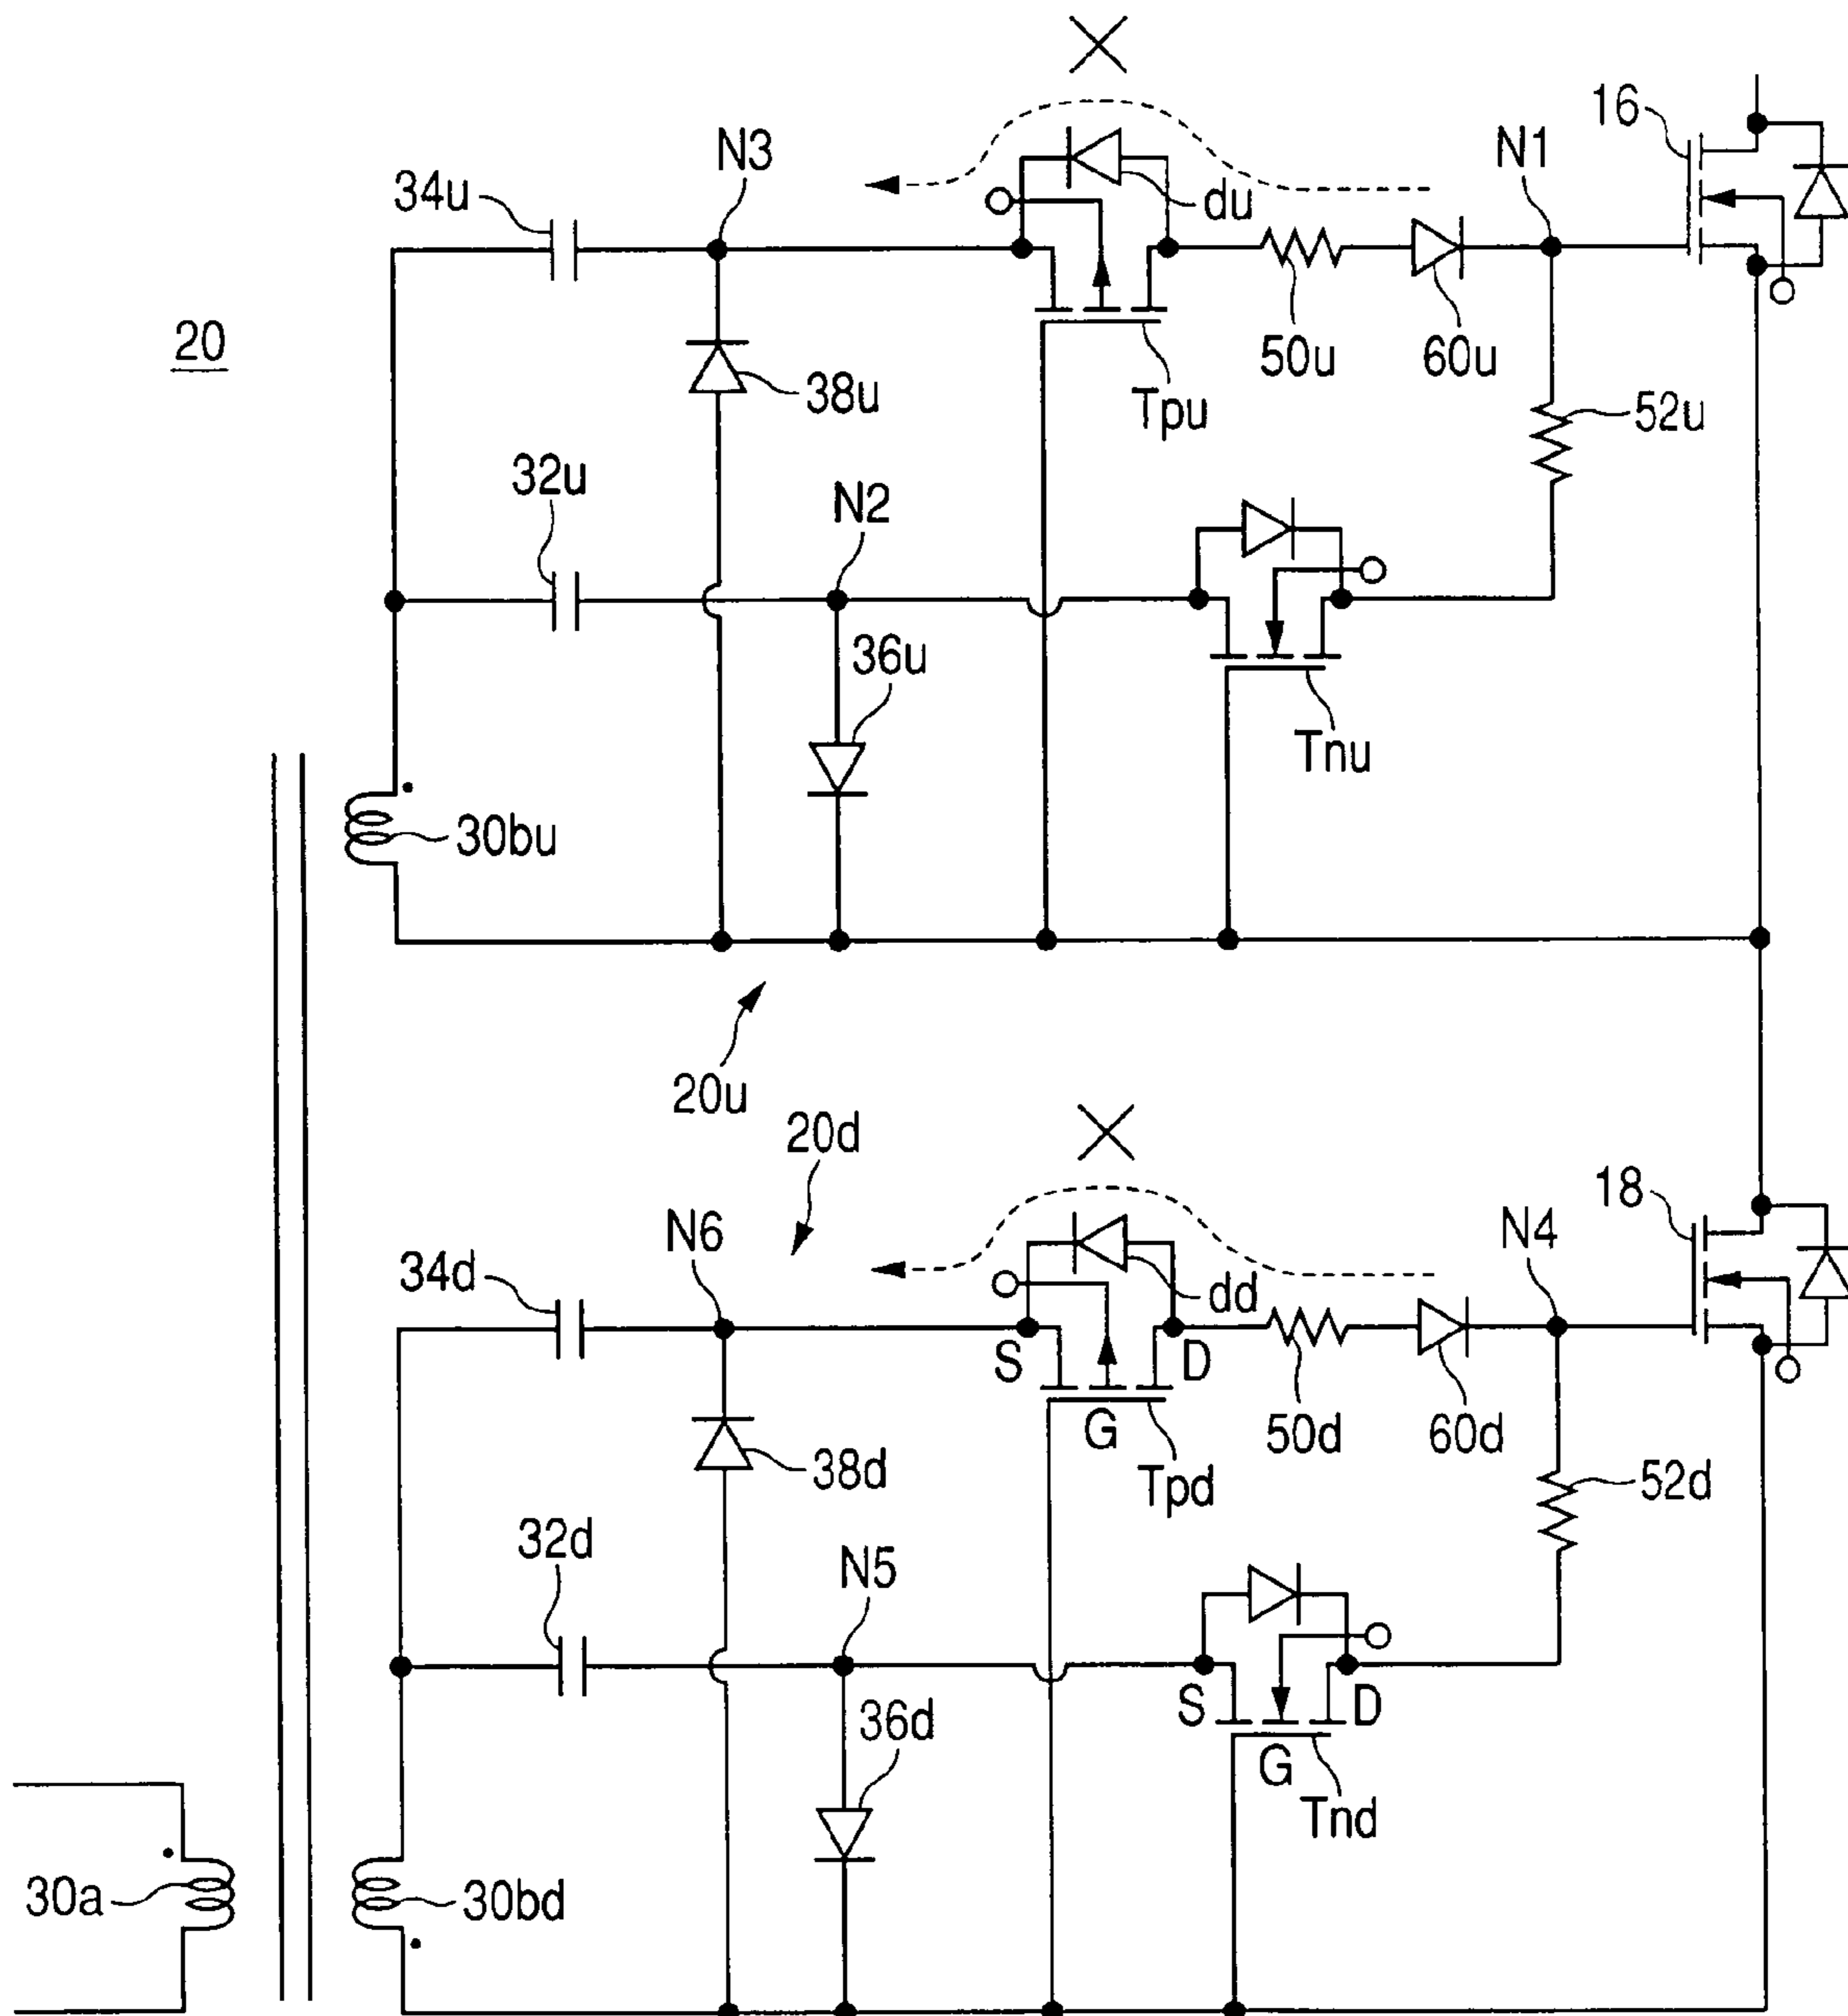 16
N3
N1
34u
du
20
50u
60u
38u
Tpu
52u
32u
N2
36u
Tnu
30bu
20u
20d
18
N6
N4
34d
dd
S
D
G
50d
60d
38d
Tpd
52d
32d
N5
36d
S
D
G
Tnd
30a
30bd